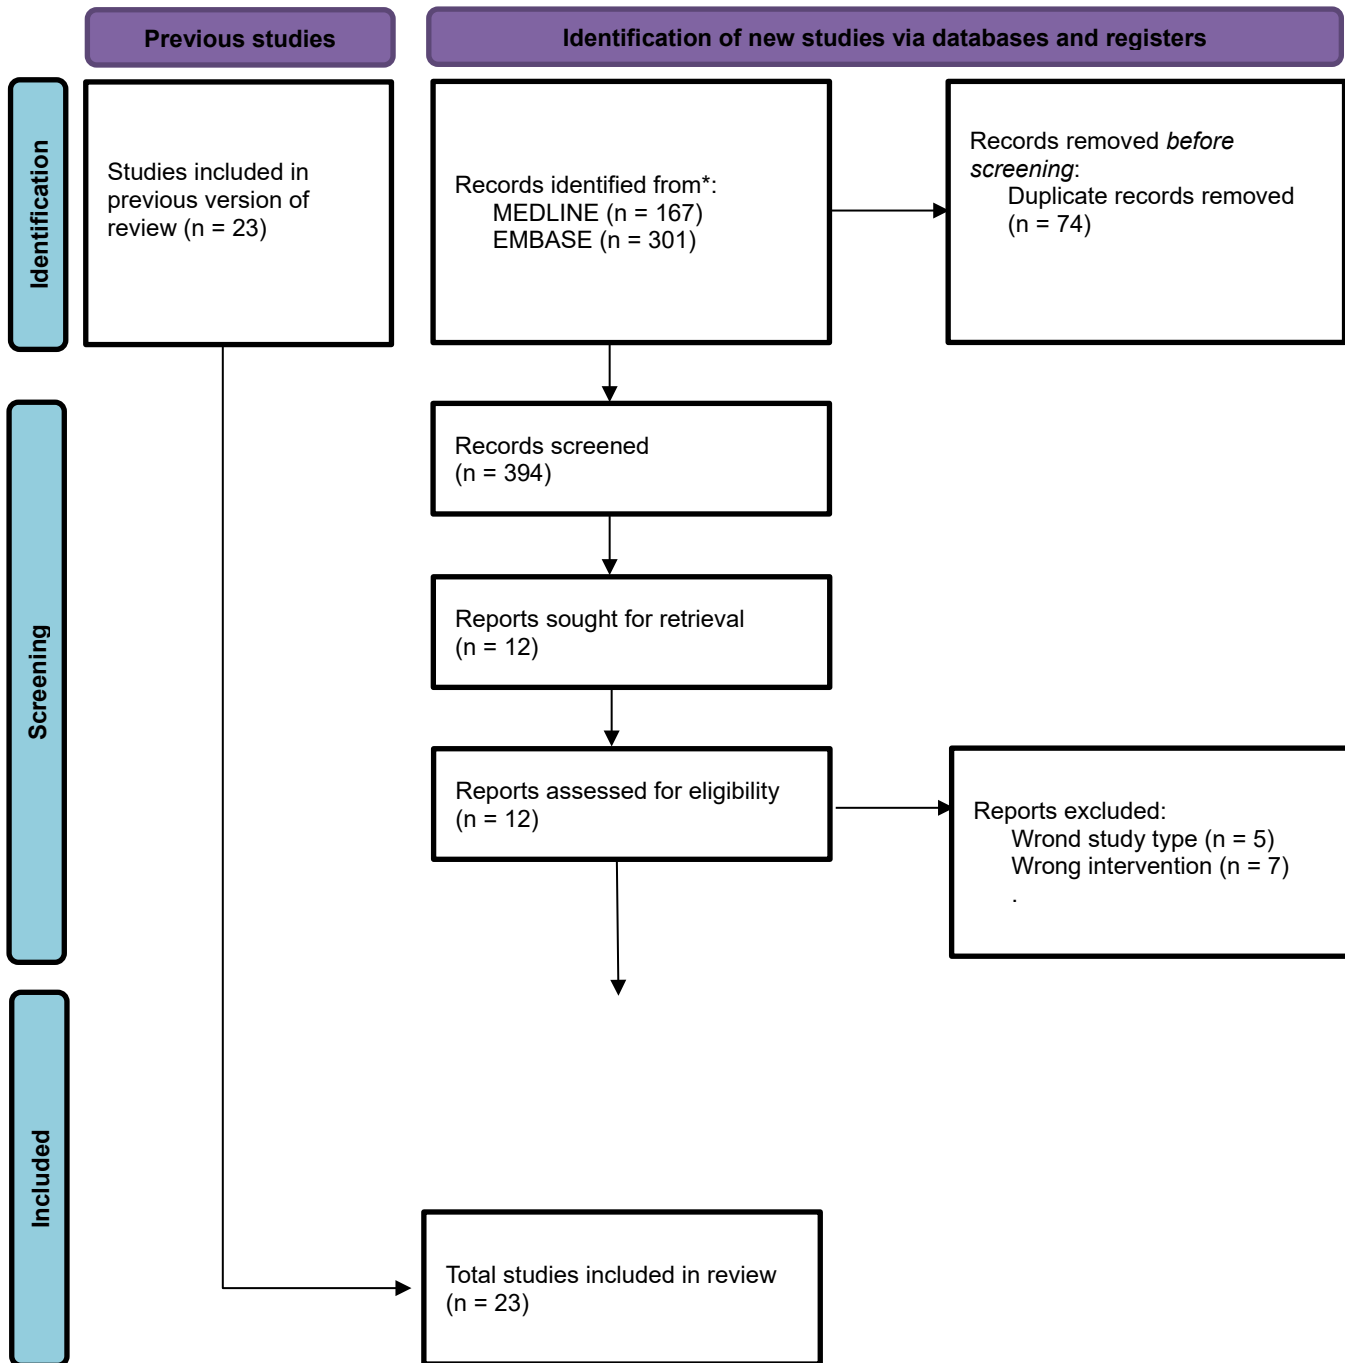 Previous studies
Identification of new studies via databases and registers
Identification
Studies included in
previous version of
review (n = 23)
Records identified from*:
MEDLINE (n = 167)
EMBASE (n = 301)
Records removed before
screening:
Duplicate records removed
(n = 74)
Screening
Records screened
(n = 394)
Reports sought for retrieval
(n = 12)
Reports assessed for eligibility
(n = 12)
Reports excluded:
Wrond study type (n = 5)
Wrong intervention (n = 7)
.
Included
Total studies included in review
(n = 23)